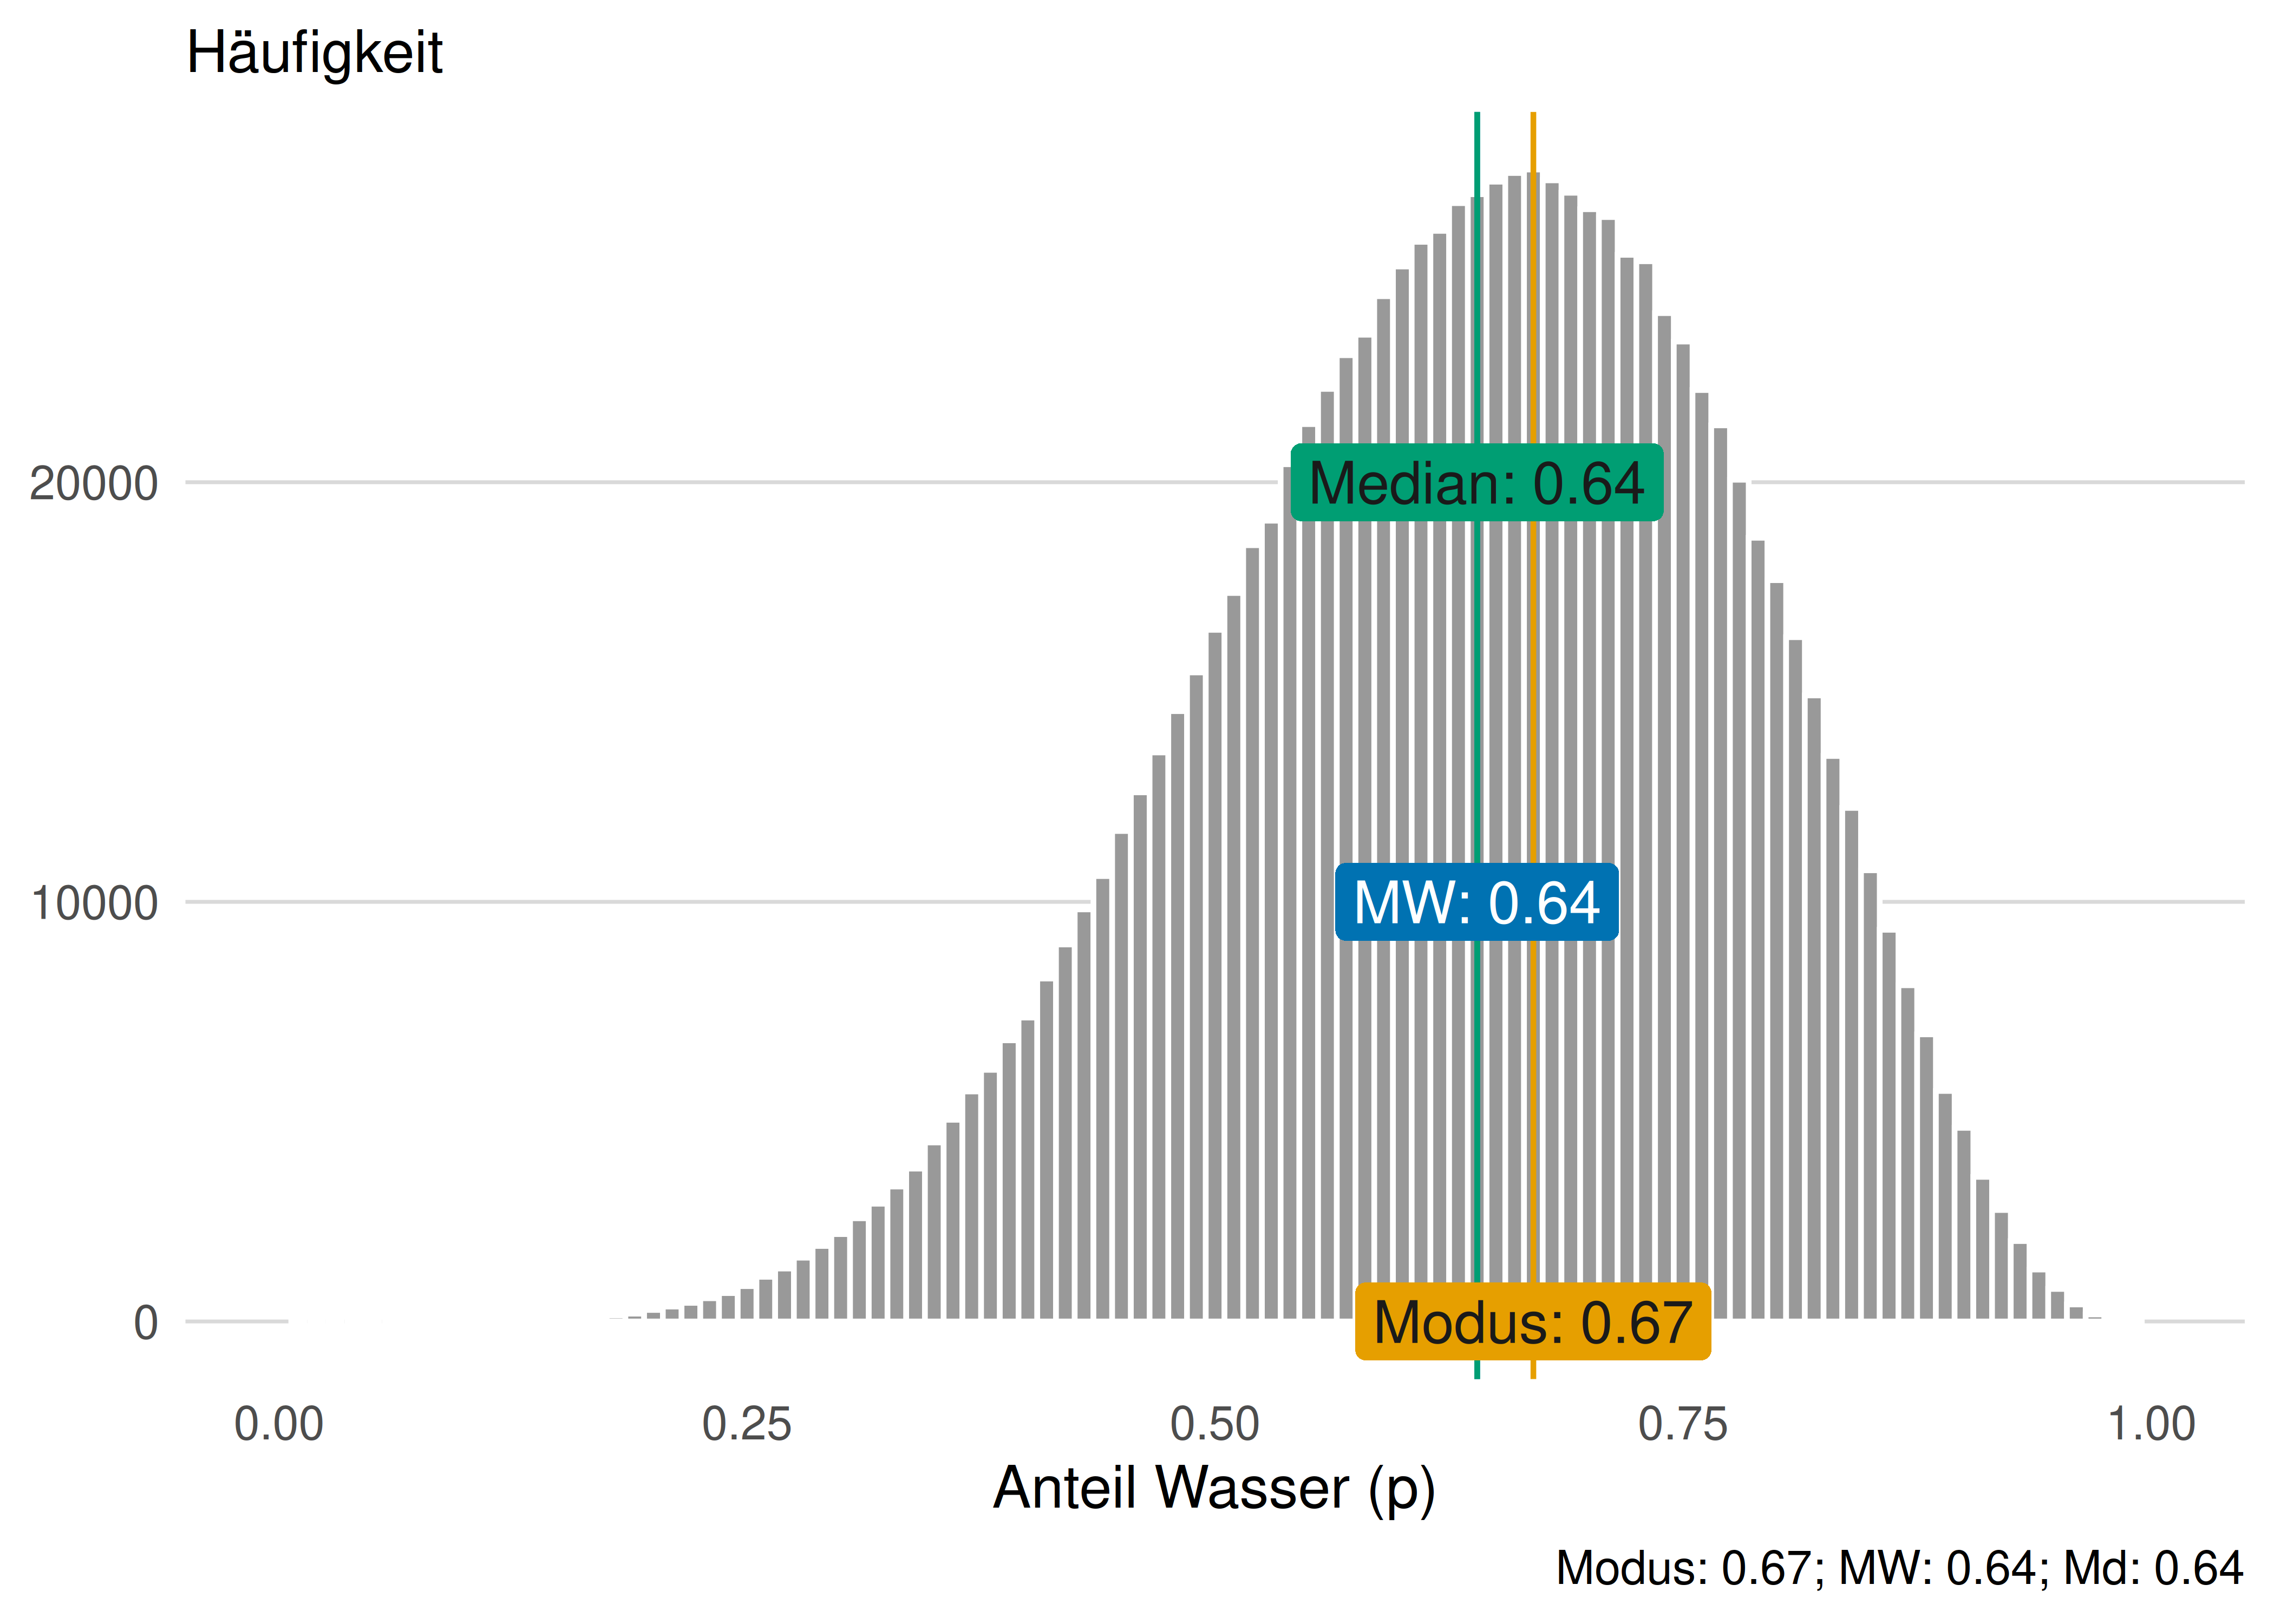 Häufigkeit
20000
Median: 0.64
10000
MW: 0.64
0
Modus: 0.67
0.00 0.25 0.50 0.75 1.00
Anteil Wasser (p)
Modus: 0.67; MW: 0.64; Md: 0.64